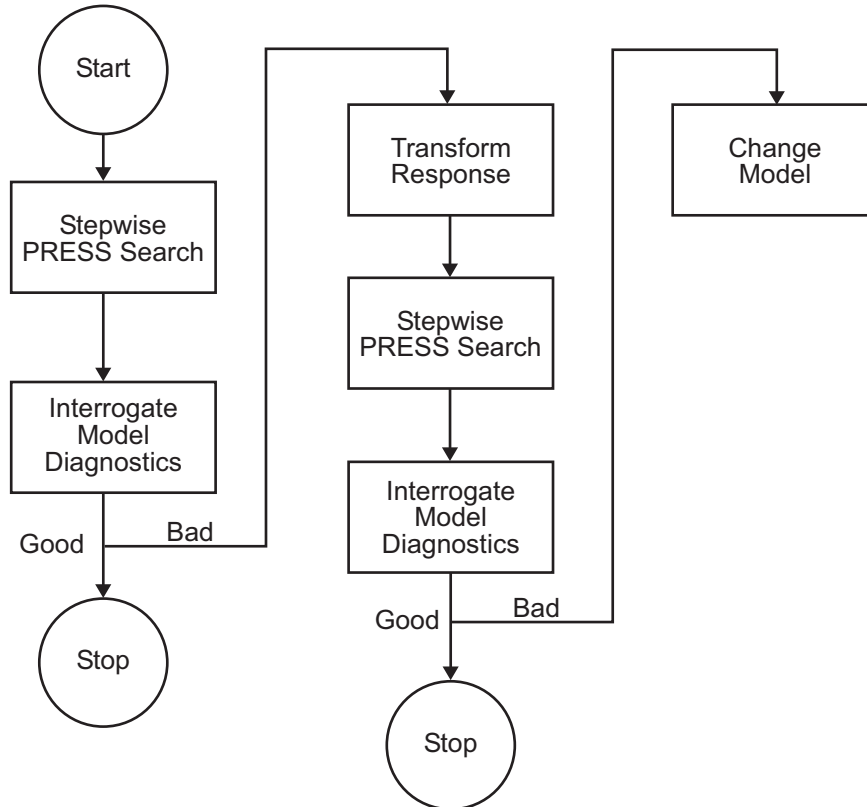 Start
Stepwise
PRESS Search
Interrogate
Model
Diagnostics
Good
Bad
Stop
Transform
Response
Stepwise
PRESS Search
Interrogate
Model
Diagnostics
Good
Bad
Stop
Change
Model